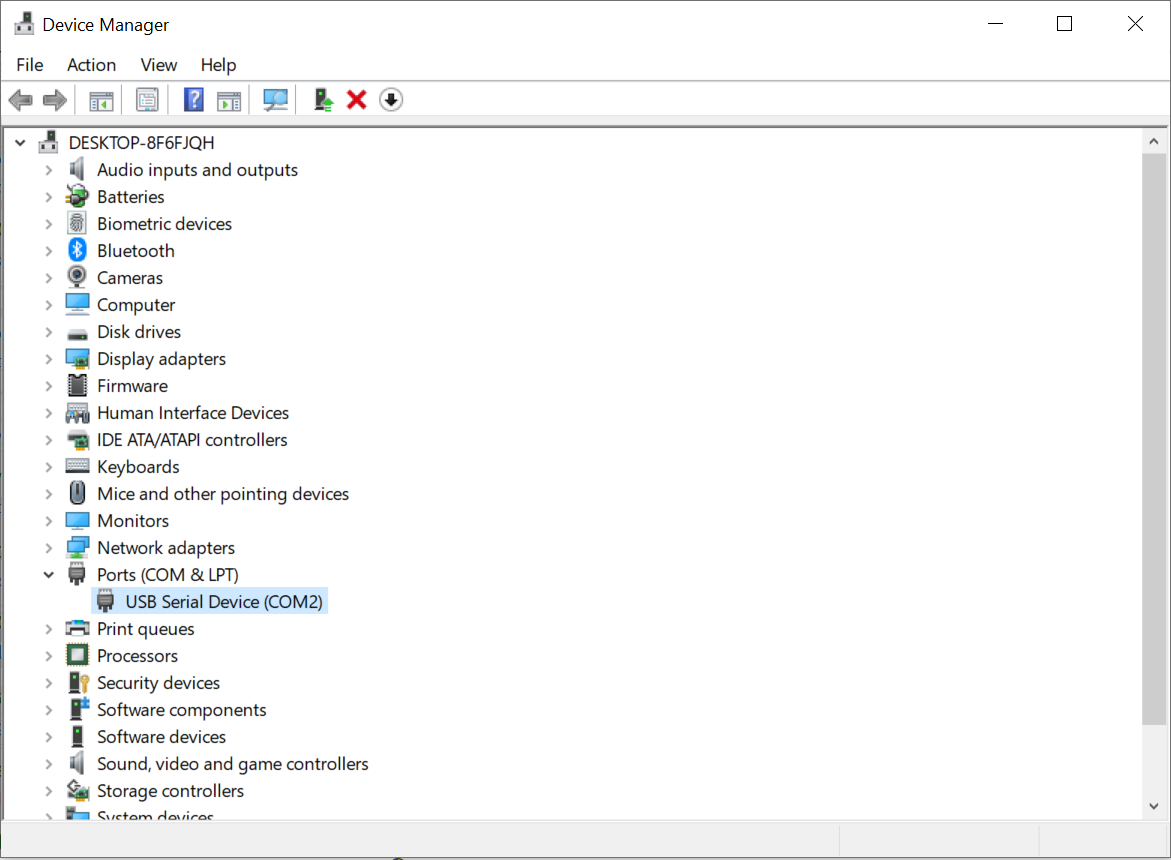 Device Manager
File Action View Help
DESKTOP-8F6FJQH
Audio inputs and outputs
Batteries
Biometric devices
Bluetooth
Cameras
Computer
Disk drives
Display adapters
Firmware
Human Interface Devices
IDE ATA/ATAPI controllers
Keyboards
Mice and other pointing devices
Monitors
Network adapters
Ports (COM & LPT)
USB Serial Device (COM2)
Print queues
Processors
Security devices
Software components
Software devices
Sound, video and game controllers
Storage controllers
System devices